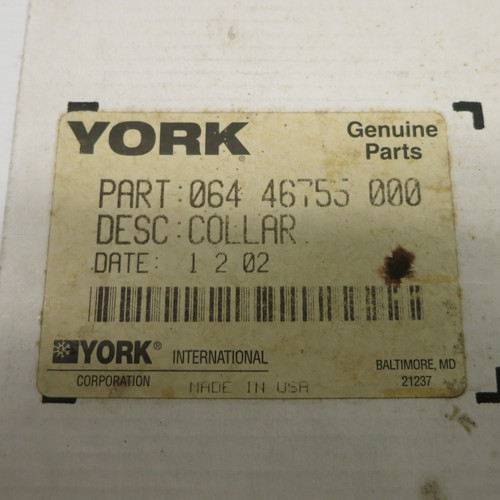 YORK®
Genuine
Parts
PART:064 46755 000
DESC:COLLAR
DATE: 1 2 02
YORK® INTERNATIONAL
CORPORATION
MADE IN USA
BALTIMORE, MD
21237